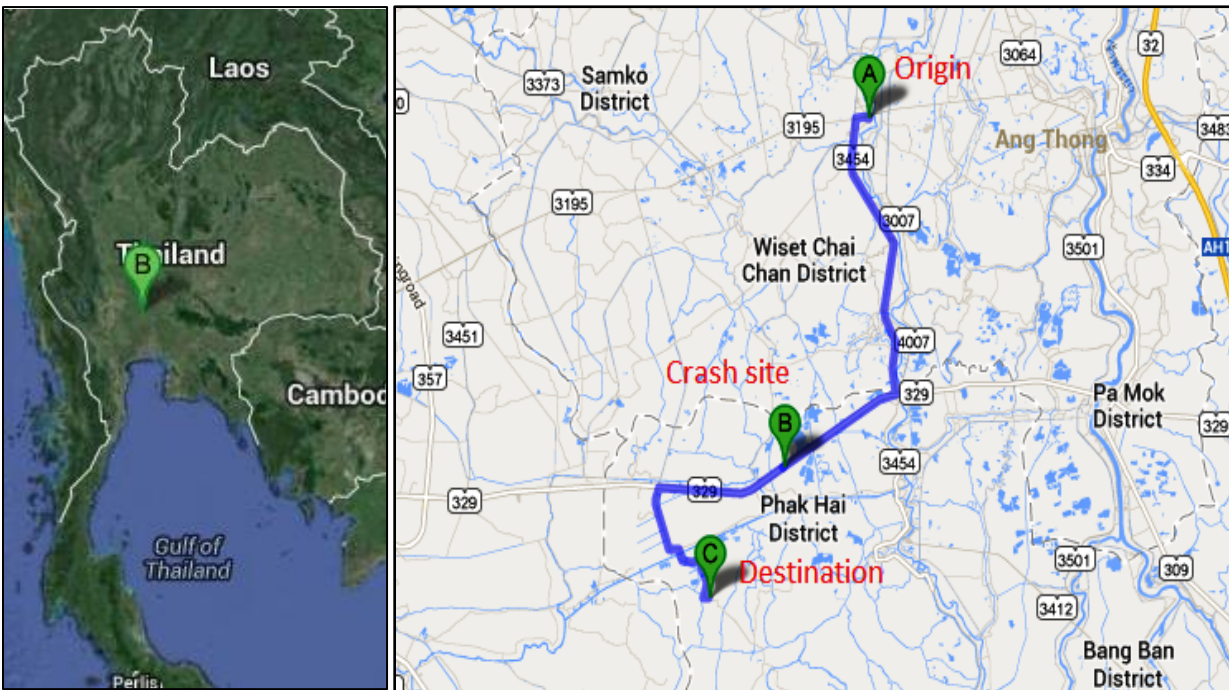 Laos
Thailand
B
Cambod
Gulf of
Thailand
Perlis
A
Origin
Samko
District
3373
3064
32
3195
3483
3454
Ang Thong
334
3195
3007
Wiset Chai
Chan District
3501
AH1
3451
4007
357
Crash site
329
Pa Mok
District
B
329
3454
329
329
Phak Hai
District
C
Destination
3501
309
3412
Bang Ban
District